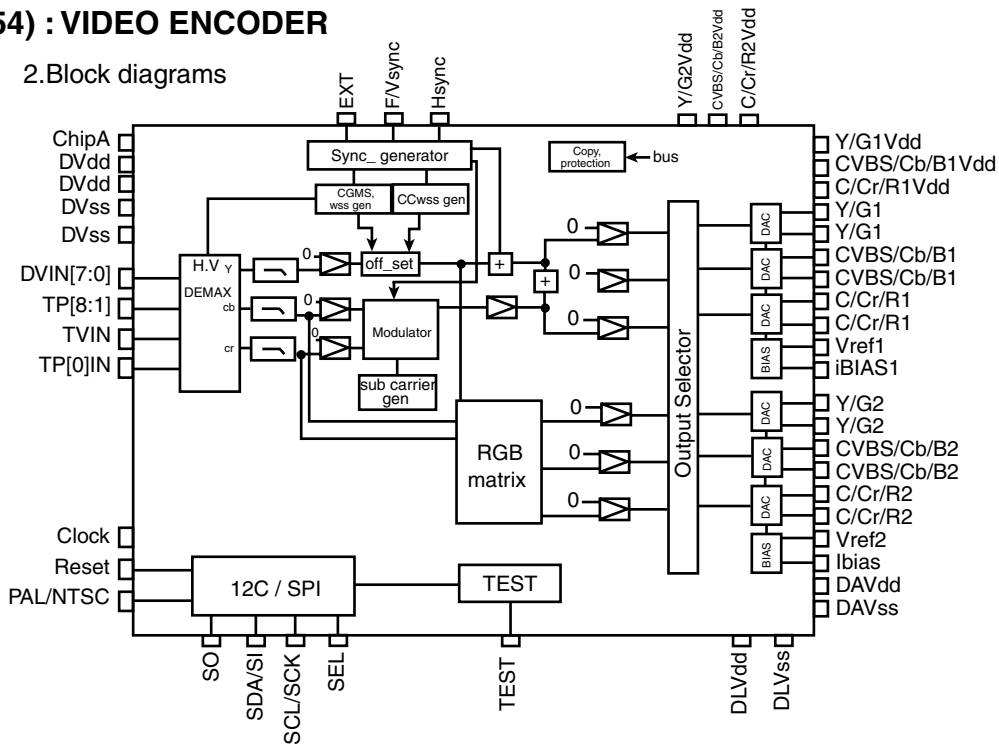 54) : VIDEO ENCODER
2.Block diagrams
EXT
F/Vsync
Hsync
Y/G2Vdd
CVBS/Cb/B2Vdd
C/Cr/R2Vdd
ChipA
DVdd
DVdd
DVss
DVss
DVIN[7:0]
TP[8:1]
TVIN
TP[0]IN
Clock
Reset
PAL/NTSC
Sync_ generator
CGMS,
wss gen
CCwss gen
Copy,
protection
bus
H.V
Y
DEMAX
cb
cr
0
off_set
+
0
0
Modulator
sub carrier
gen
+
0
0
0
RGB
matrix
0
0
0
Output Selector
DAC
DAC
DAC
BIAS
DAC
DAC
DAC
BIAS
12C / SPI
TEST
Y/G1Vdd
CVBS/Cb/B1Vdd
C/Cr/R1Vdd
Y/G1
Y/G1
CVBS/Cb/B1
CVBS/Cb/B1
C/Cr/R1
C/Cr/R1
Vref1
iBIAS1
Y/G2
Y/G2
CVBS/Cb/B2
CVBS/Cb/B2
C/Cr/R2
C/Cr/R2
Vref2
Ibias
DAVdd
DAVss
SO
SDA/SI
SCL/SCK
SEL
TEST
DLVdd
DLVss